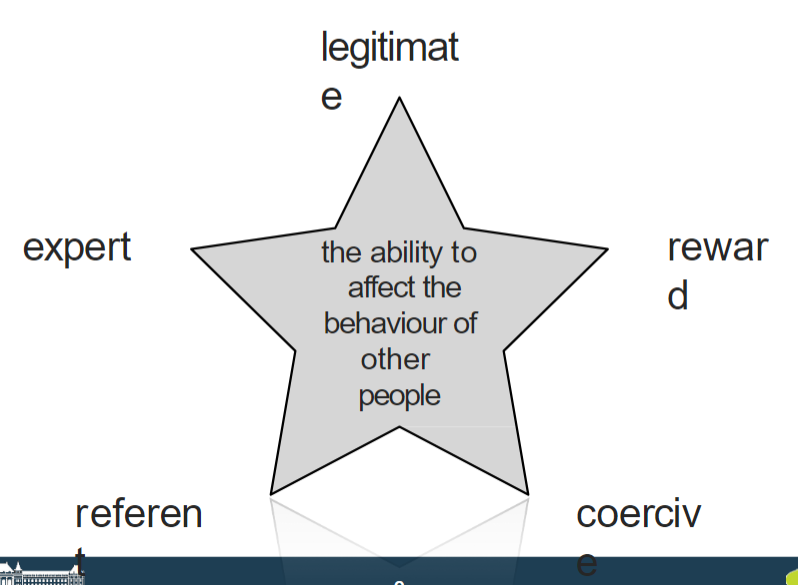 legitimat
e
expert
rewar
d
the ability to
affect the
behaviour of
other
people
referen
t
coerciv
e